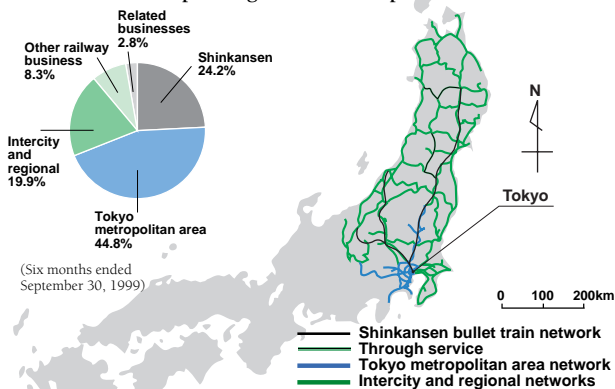 Related
businesses
2.8%
Other railway
business
8.3%
Shinkansen
24.2%
Intercity
and
regional
19.9%
Tokyo
metropolitan area
44.8%
(Six months ended
September 30, 1999)
N
Tokyo
0 100 200km
Shinkansen bullet train network
Through service
Tokyo metropolitan area network
Intercity and regional networks